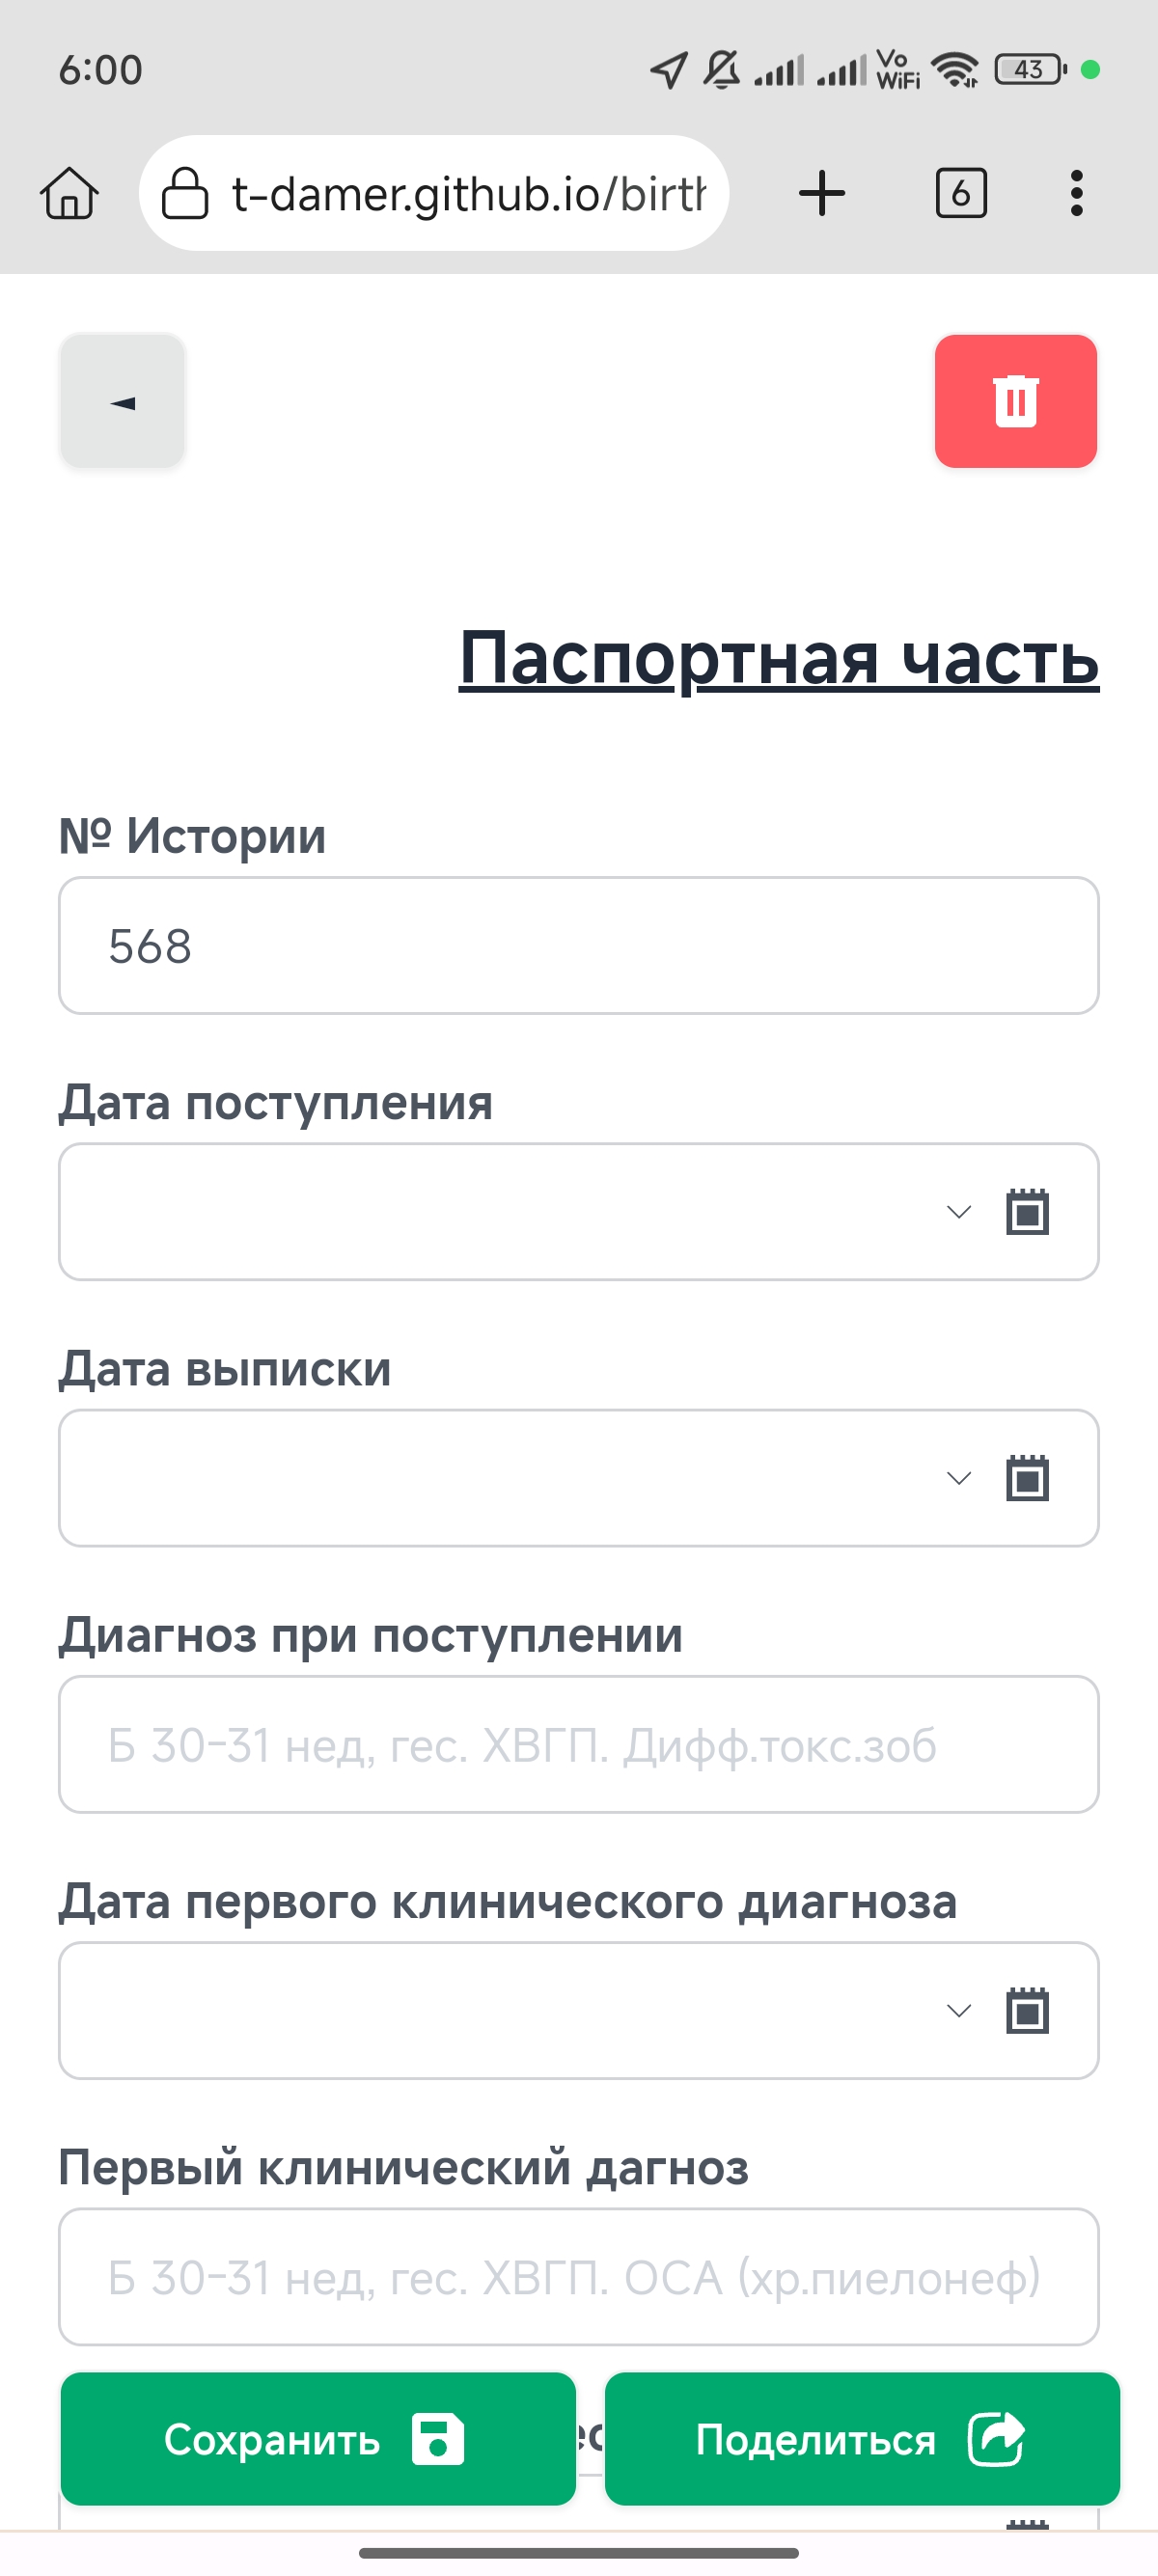 6:00
Vo
WiFi
43
t-damer.github.io/birt
6
Паспортная часть
№ Истории
568
Дата поступления
Дата выписки
Диагноз при поступлении
Б 30-31 нед, гес. ХВГП. Дифф.токс.зоб
Дата первого клинического диагноза
Первый клинический дагноз
Б 30-31 нед, гес. ХВГП. ОСА (хр.пиелонеф)
Сохранить
Поделиться